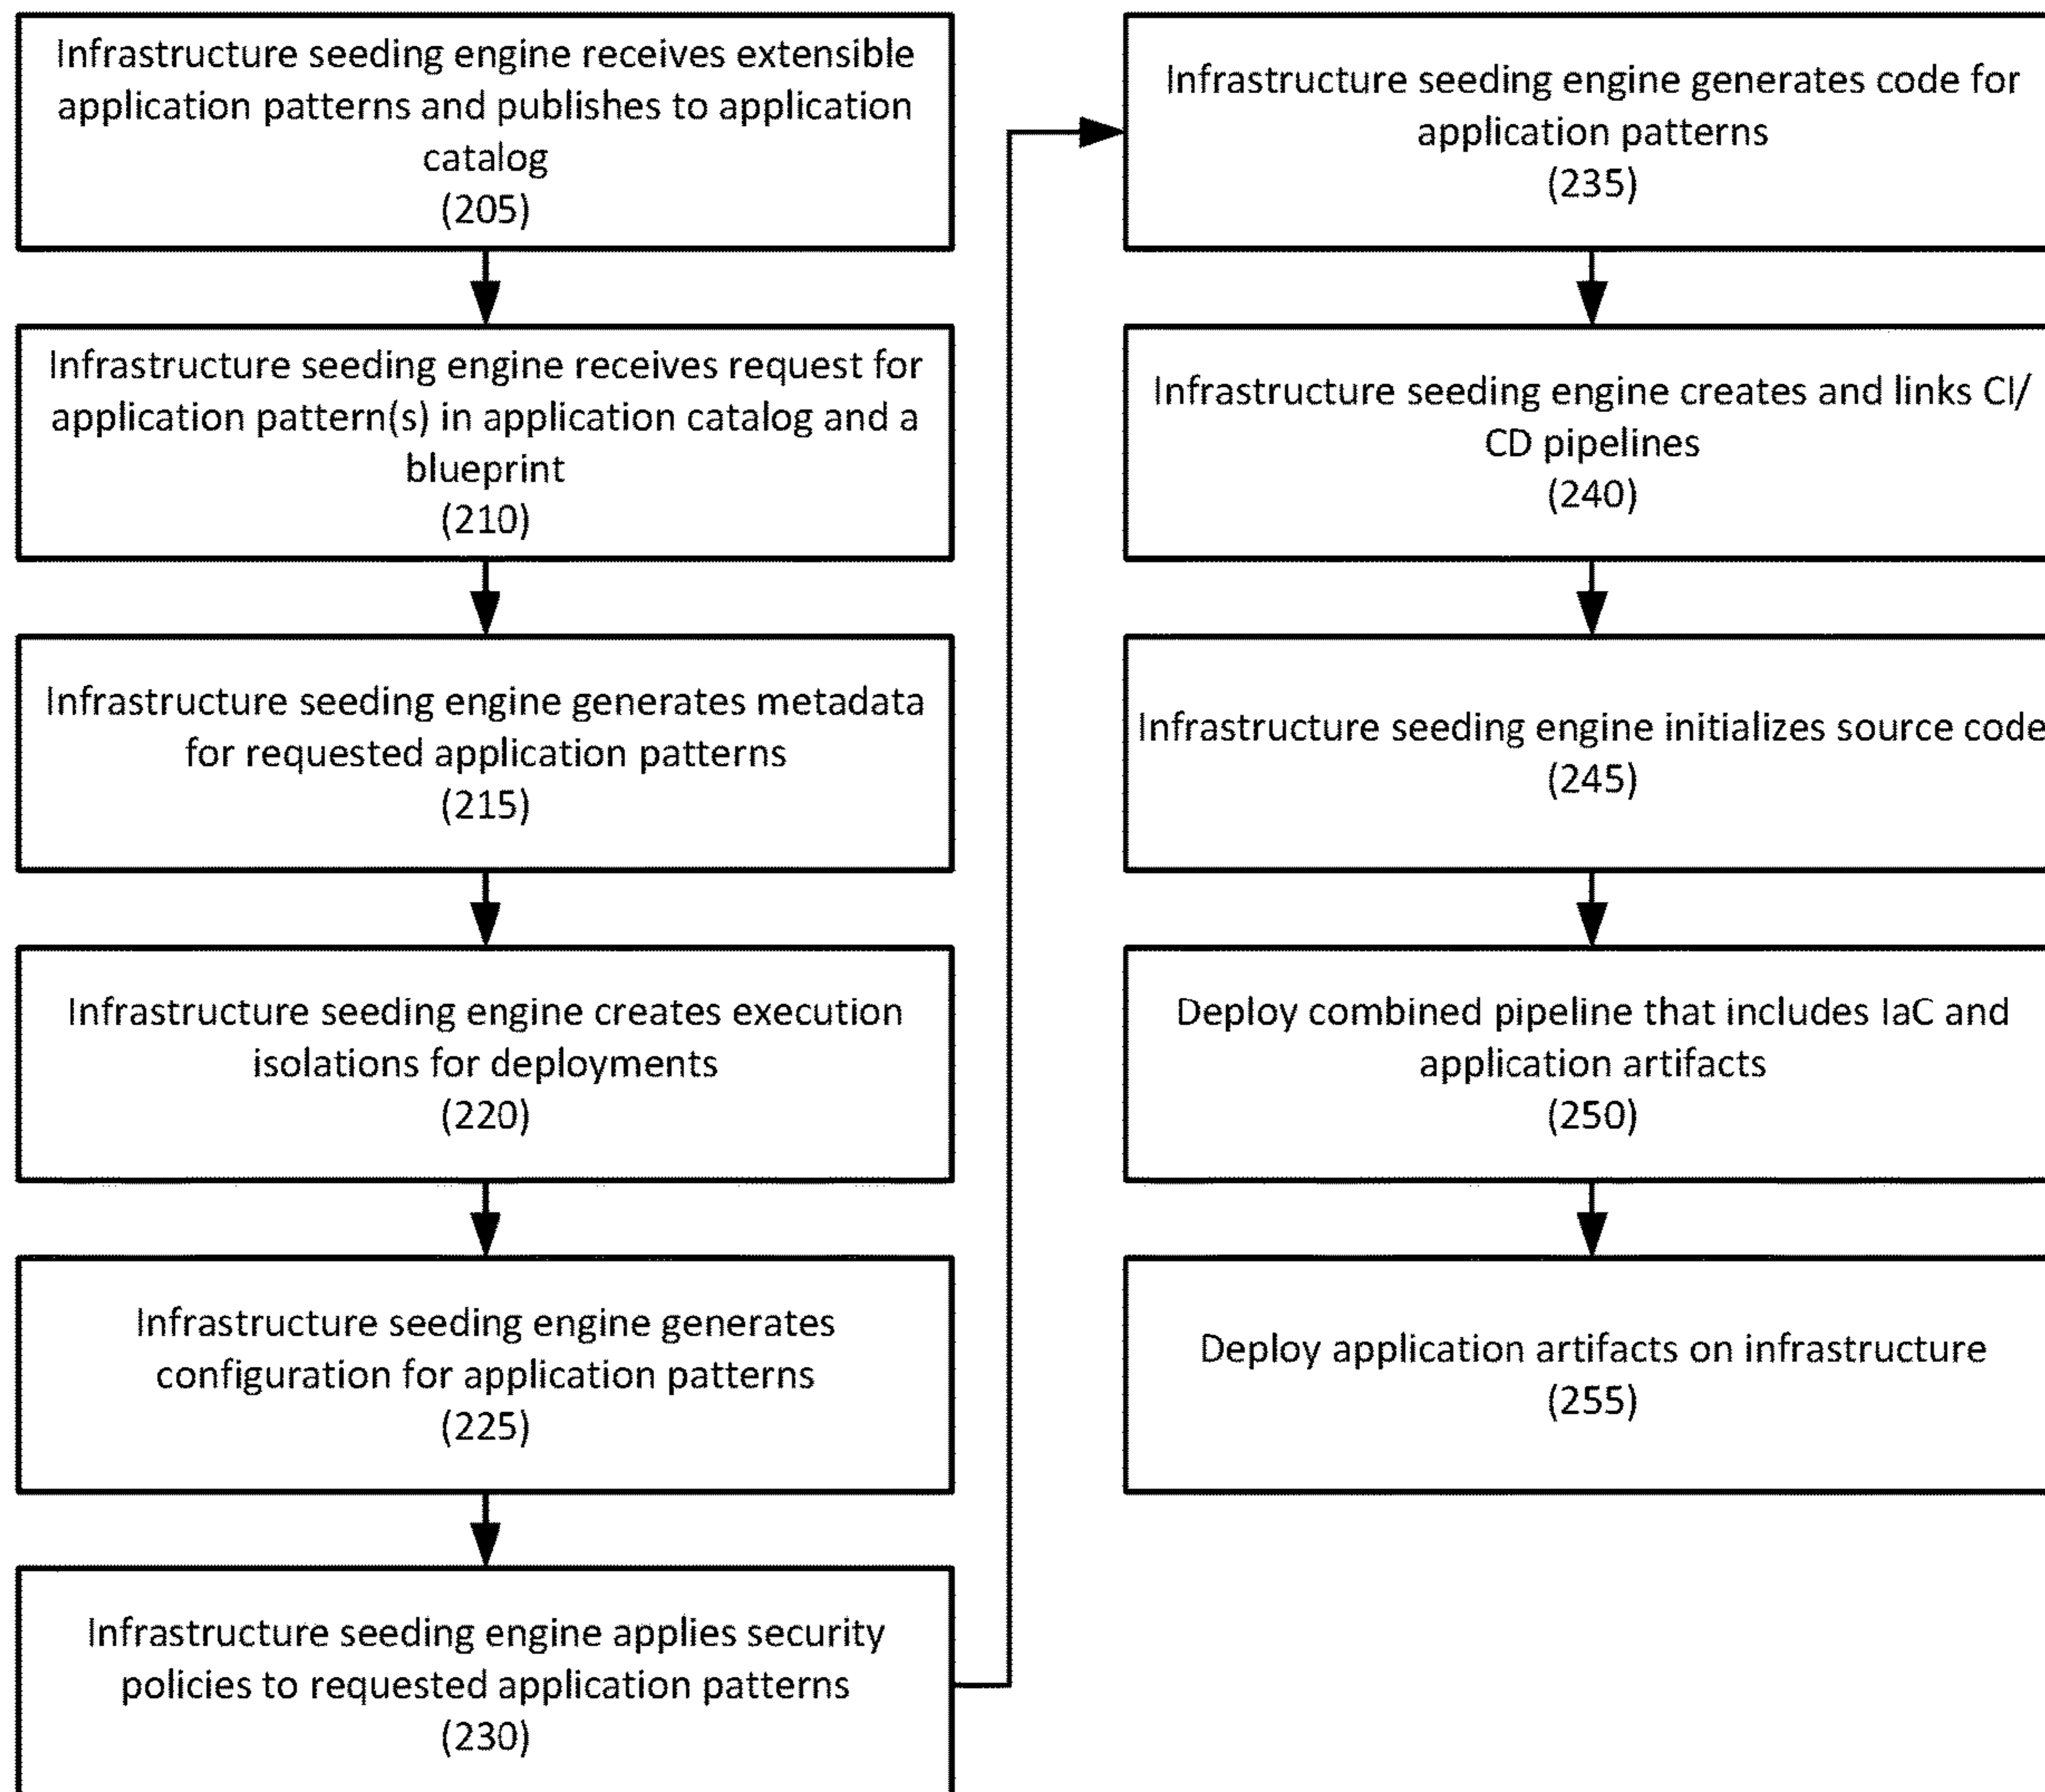 Infrastructure seeding engine receives extensible
application patterns and publishes to application
catalog
(205)
Infrastructure seeding engine receives request for
application pattern(s) in application catalog and a
blueprint
(210)
Infrastructure seeding engine generates metadata
for requested application patterns
(215)
Infrastructure seeding engine creates execution
isolations for deployments
(220)
Infrastructure seeding engine generates
configuration for application patterns
(225)
Infrastructure seeding engine applies security
policies to requested application patterns
(230)
Infrastructure seeding engine generates code for
application patterns
(235)
Infrastructure seeding engine creates and links CI/
CD pipelines
(240)
Infrastructure seeding engine initializes source code
(245)
Deploy combined pipeline that includes IaC and
application artifacts
(250)
Deploy application artifacts on infrastructure
(255)